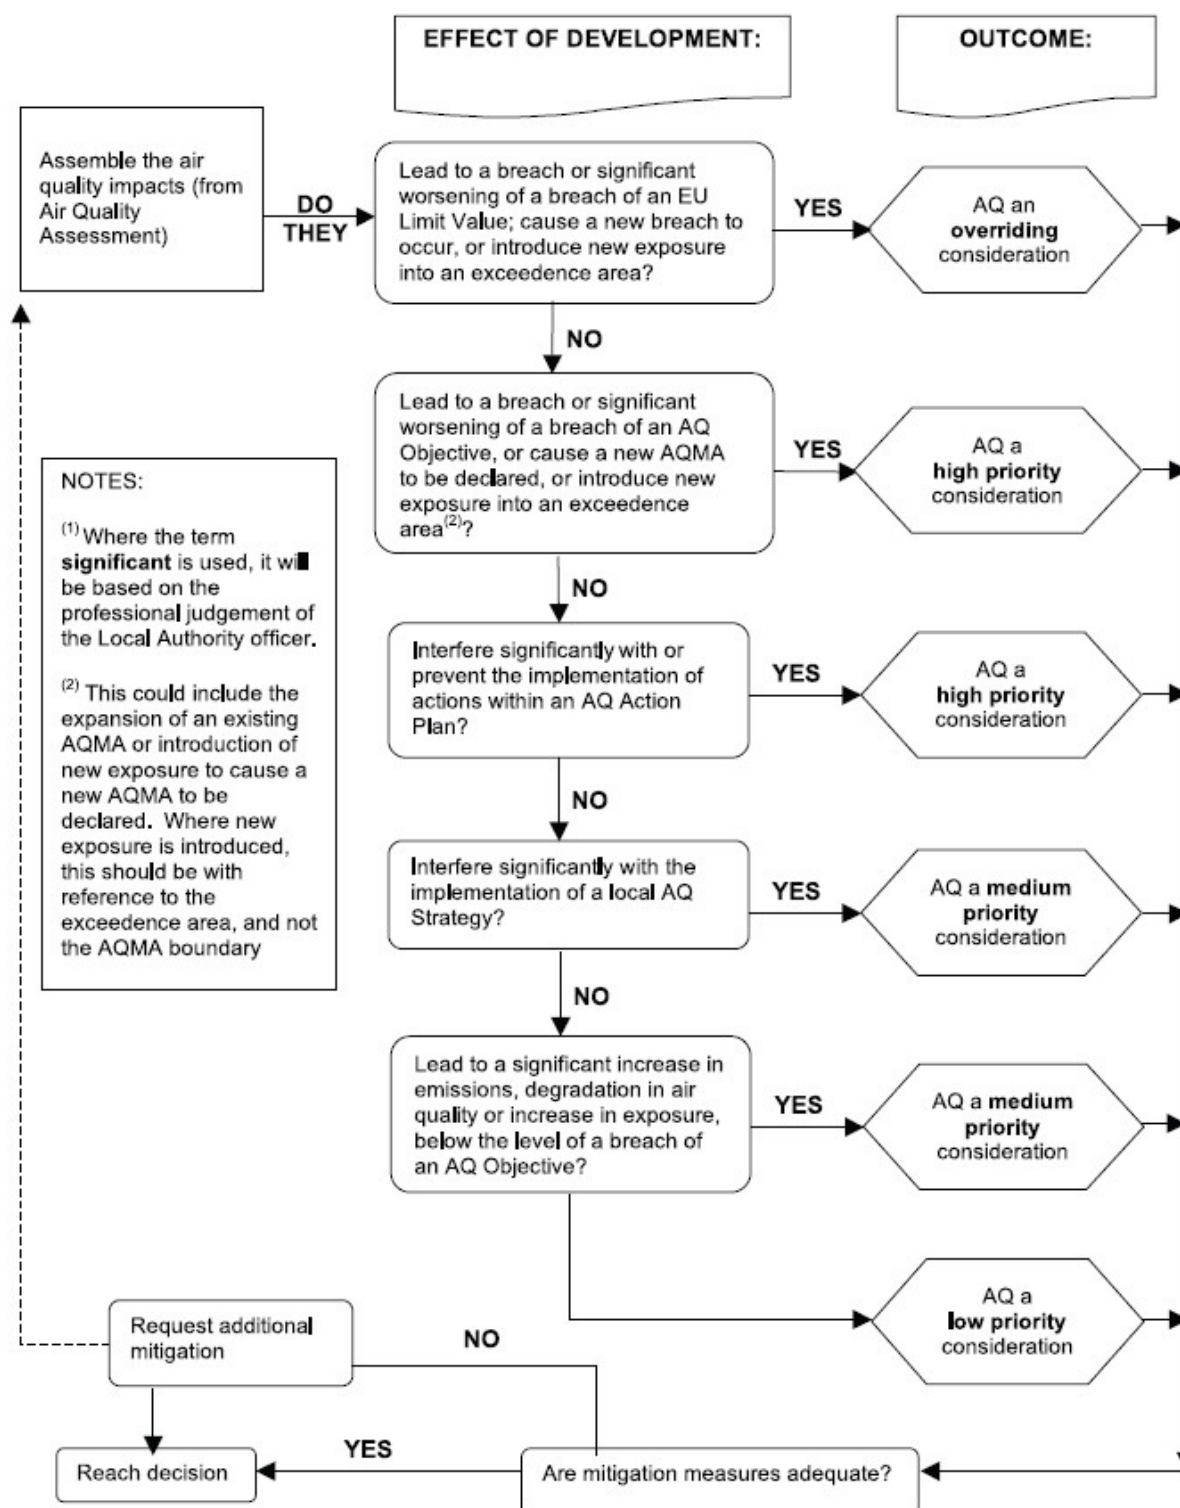 EFFECT OF DEVELOPMENT:
OUTCOME:
Assemble the air
quality impacts (from
Air Quality
Assessment)
DO
THEY
Lead to a breach or significant
worsening of a breach of an EU
Limit Value; cause a new breach to
occur, or introduce new exposure
into an exceedence area?
YES
AQ an
overriding
consideration
NO
Lead to a breach or significant
worsening of a breach of an AQ
Objective, or cause a new AQMA
to be declared, or introduce new
exposure into an exceedence
area(2)?
YES
AQ a
high priority
consideration
NOTES:
(1) Where the term
significant is used, it will
be based on the
professional judgement of
the Local Authority officer.
(2) This could include the
expansion of an existing
AQMA or introduction of
new exposure to cause a
new AQMA to be
declared. Where new
exposure is introduced,
this should be with
reference to the
exceedence area, and not
the AQMA boundary
NO
Interfere significantly with or
prevent the implementation of
actions within an AQ Action
Plan?
YES
AQ a
high priority
consideration
NO
Interfere significantly with the
implementation of a local AQ
Strategy?
YES
AQ a medium
priority
consideration
NO
Lead to a significant increase in
emissions, degradation in air
quality or increase in exposure,
below the level of a breach of
an AQ Objective?
YES
AQ a medium
priority
consideration
AQ a
low priority
consideration
Request additional
mitigation
NO
Reach decision
YES
Are mitigation measures adequate?